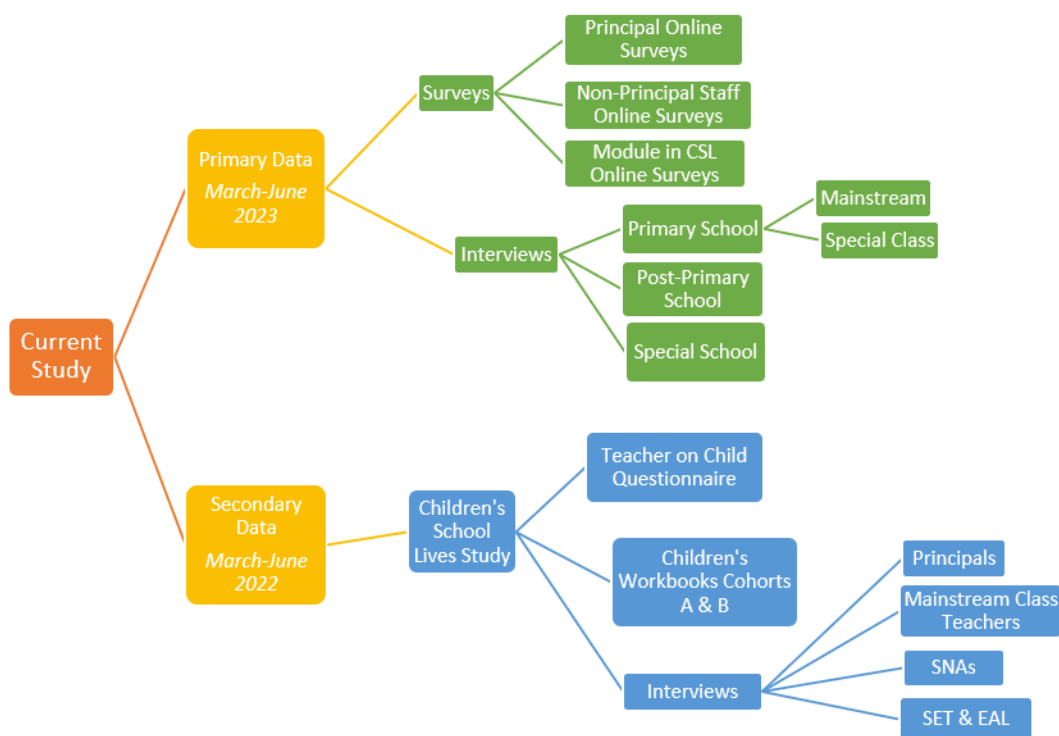 Current
Study
Primary Data
March-June
2023
Surveys
Principal Online
Surveys
Non-Principal Staff
Online Surveys
Module in CSL
Online Surveys
Interviews
Primary School
Mainstream
Special Class
Post-Primary
School
Special School
Secondary
Data
March-June
2022
Children's
School
Lives Study
Teacher on Child
Questionnaire
Children's
Workbooks Cohorts
A & B
Interviews
Principals
Mainstream Class
Teachers
SNAs
SET & EAL